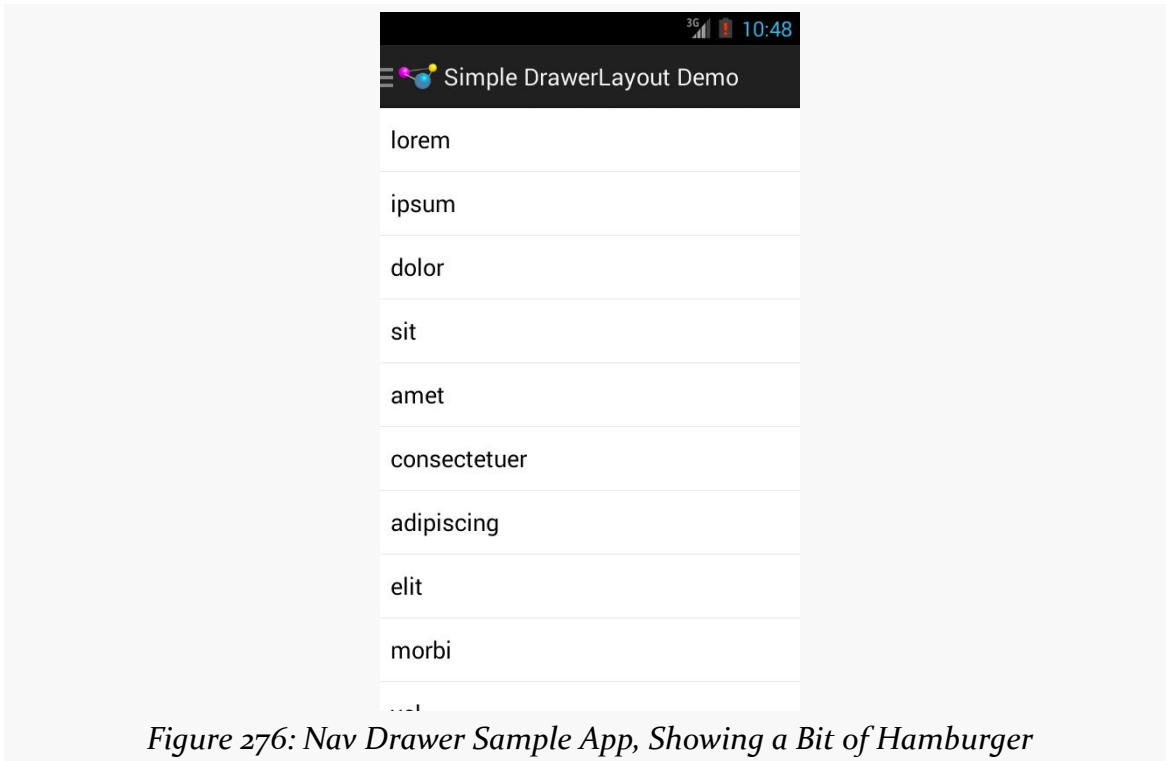 3G 10:48
Simple DrawerLayout Demo
lorem
ipsum
dolor
sit
amet
consectetuer
adipiscing
elit
morbi
Figure 276: Nav Drawer Sample App, Showing a Bit of Hamburger